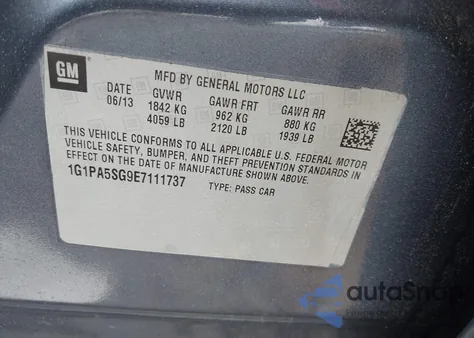 GM
MFD BY GENERAL MOTORS LLC
DATE GVWR GAWR FRT GAWR RR
06/13 1842 KG 962 KG 880 KG
4059 LB 2120 LB 1939 LB
THIS VEHICLE CONFORMS TO ALL APPLICABLE U.S. FEDERAL MOTOR
VEHICLE SAFETY, BUMPER, AND THEFT PREVENTION STANDARDS IN
EFFECT ON THE DATE OF MANUFACTURE SHOWN ABOVE.
1G1PA5SG9E7111737 TYPE: PASS CAR
autoSnap